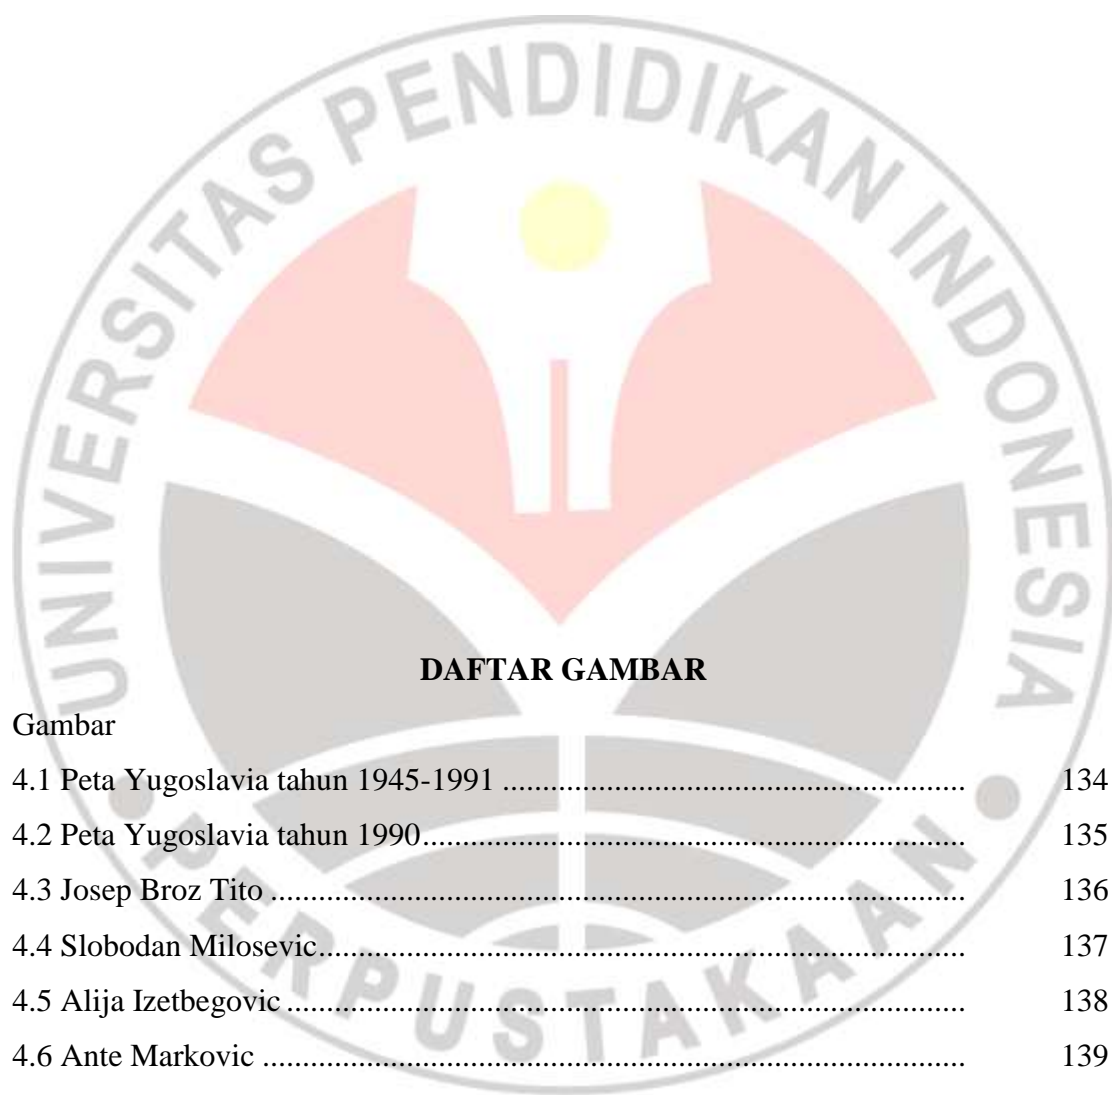 UNIVERSITAS PENDIDIKAN INDONESIA
DAFTAR GAMBAR
Gambar
4.1 Peta Yugoslavia tahun 1945-1991 .......................................................... 134
4.2 Peta Yugoslavia tahun 1990.................................................................... 135
4.3 Josep Broz Tito ....................................................................................... 136
4.4 Slobodan Milosevic................................................................................. 137
4.5 Alija Izetbegovic ..................................................................................... 138
4.6 Ante Markovic ........................................................................................ 139
PERPUSTAKAAN